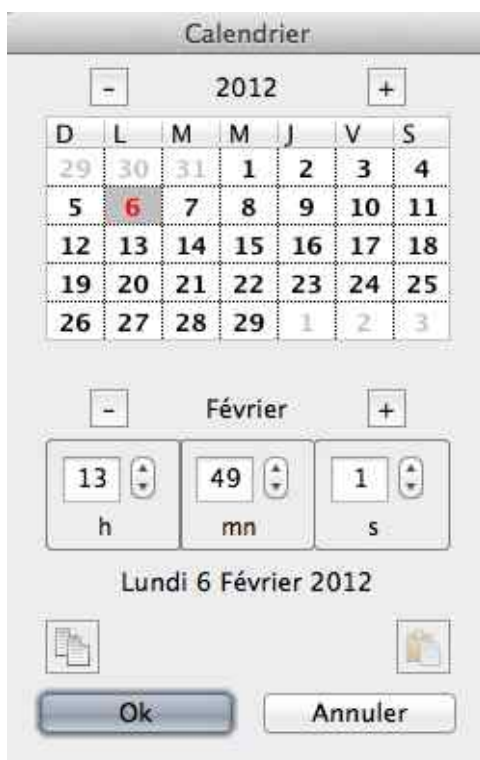 Calendrier
- 2012 +
D L M M J V S
29 30 31 1 2 3 4
5 6 7 8 9 10 11
12 13 14 15 16 17 18
19 20 21 22 23 24 25
26 27 28 29 1 2 3
- Février +
13 49 1
h mn s
Lundi 6 Février 2012
Ok Annuler